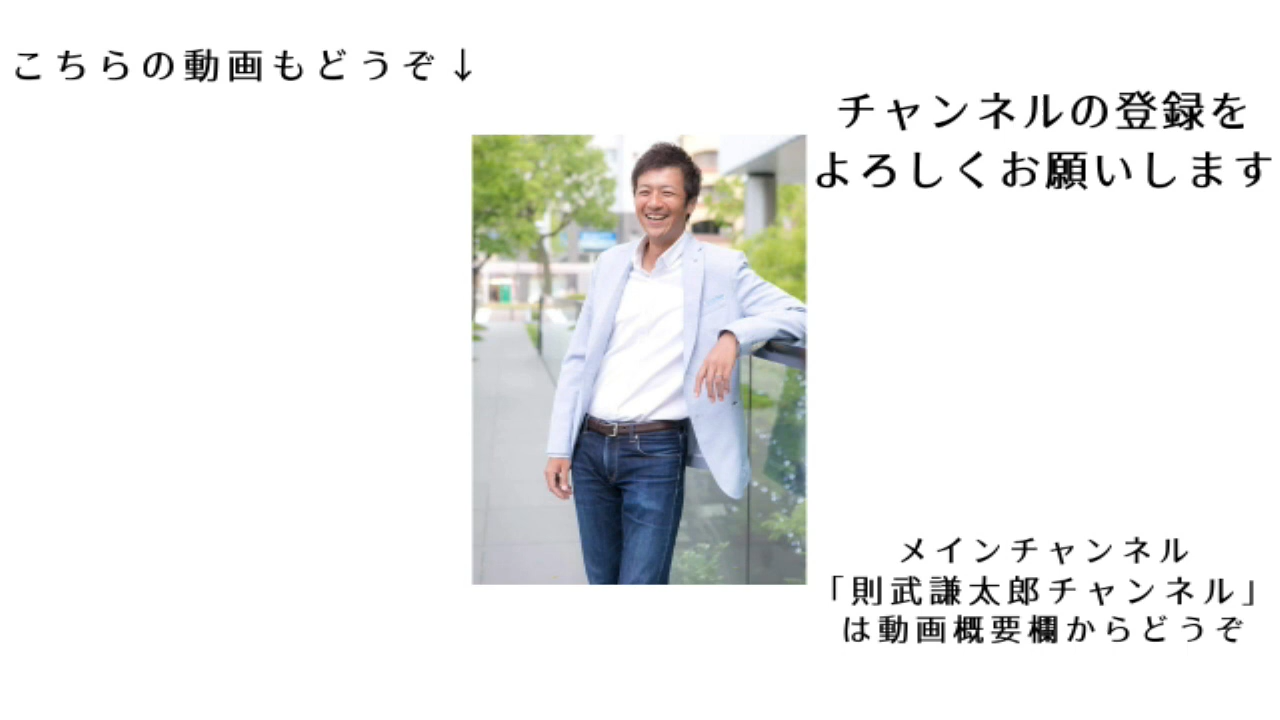 こちらの動画もどうぞ↓
チャンネルの登録を
よろしくお願いします
メインチャンネル
「則武謙太郎チャンネル」
は動画概要欄からどうぞ